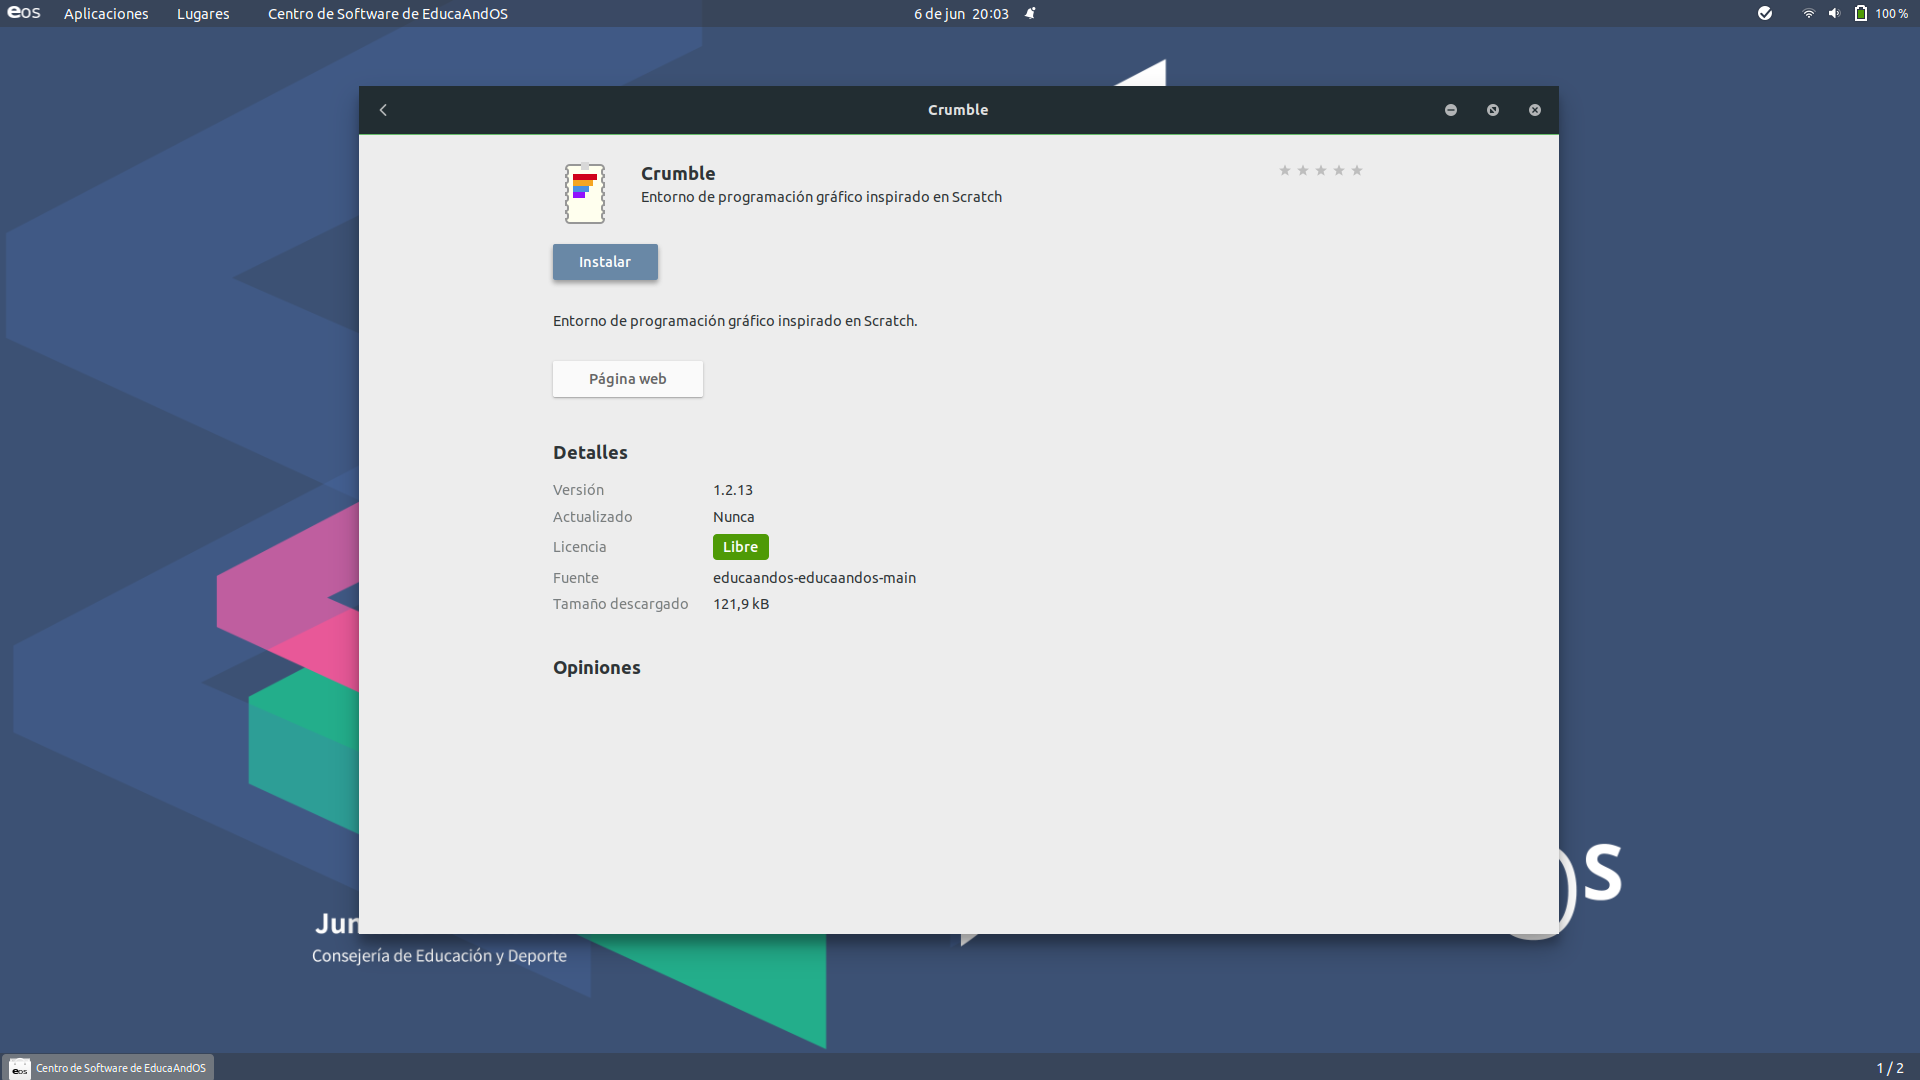 eos Aplicaciones Lugares Centro de Software de EducaAndOS 6 de jun 20:03 100 %
Crumble
Crumble
Entorno de programación gráfico inspirado en Scratch
Instalar
Entorno de programación gráfico inspirado en Scratch.
Página web
Detalles
Versión 1.2.13
Actualizado Nunca
Licencia Libre
Fuente educaandos-educaandos-main
Tamaño descargado 121,9 kB
Opiniones
Consejería de Educación y Deporte
eos Centro de Software de EducaAndOS 1 / 2